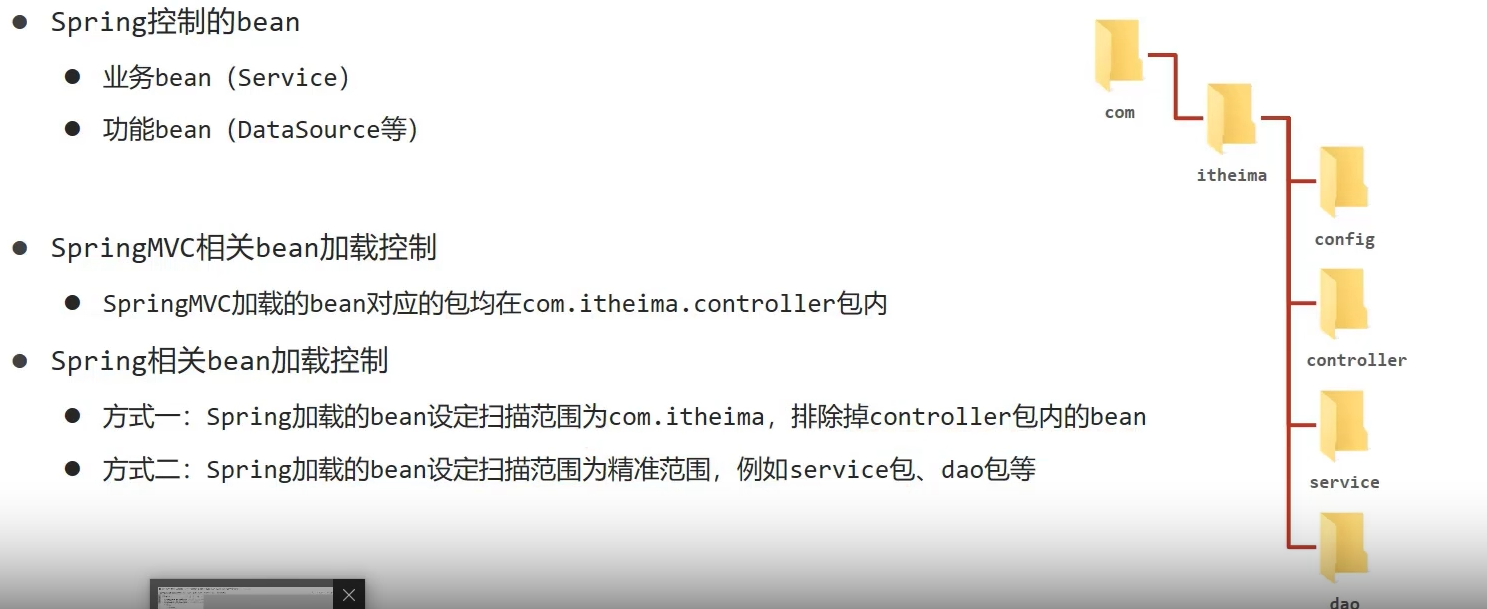 Spring控制的bean
业务bean（Service）
功能bean（DataSource等）
SpringMVC相关bean加载控制
SpringMVC加载的bean对应的包均在com.itheima.controller包内
Spring相关bean加载控制
方式一：Spring加载的bean设定扫描范围为com.itheima，排除掉controller包内的bean
方式二：Spring加载的bean设定扫描范围为精准范围，例如service包、dao包等
com
itheima
config
controller
service
dao